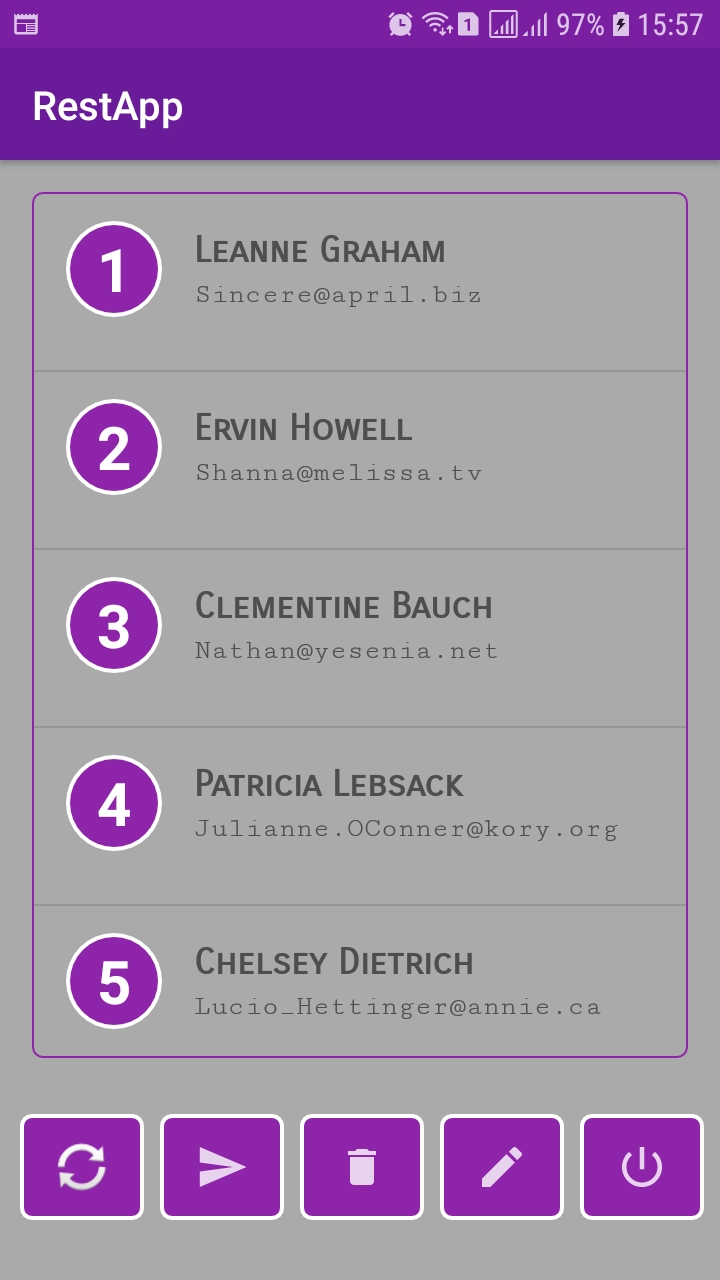 1 97% 15:57
RestApp
1 Leanne Graham
Sincere@april.biz
2 Ervin Howell
Shanna@melissa.tv
3 Clementine Bauch
Nathan@yesenia.net
4 Patricia Lebsack
Julianne.OConner@kory.org
5 Chelsey Dietrich
Lucio_Hettinger@annie.ca